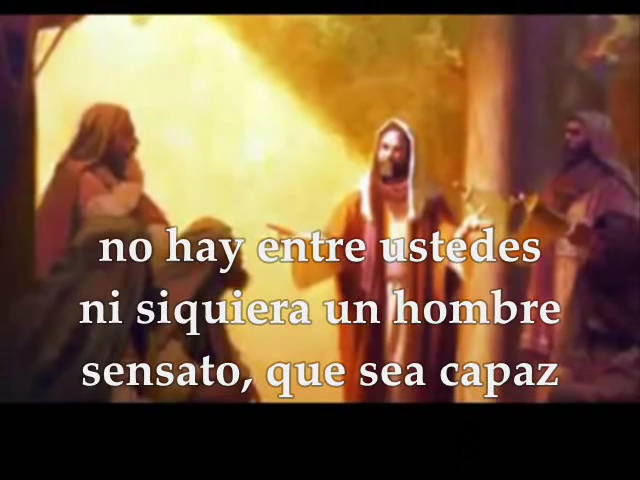 no hay entre ustedes
ni siquiera un hombre
sensato, que sea capaz